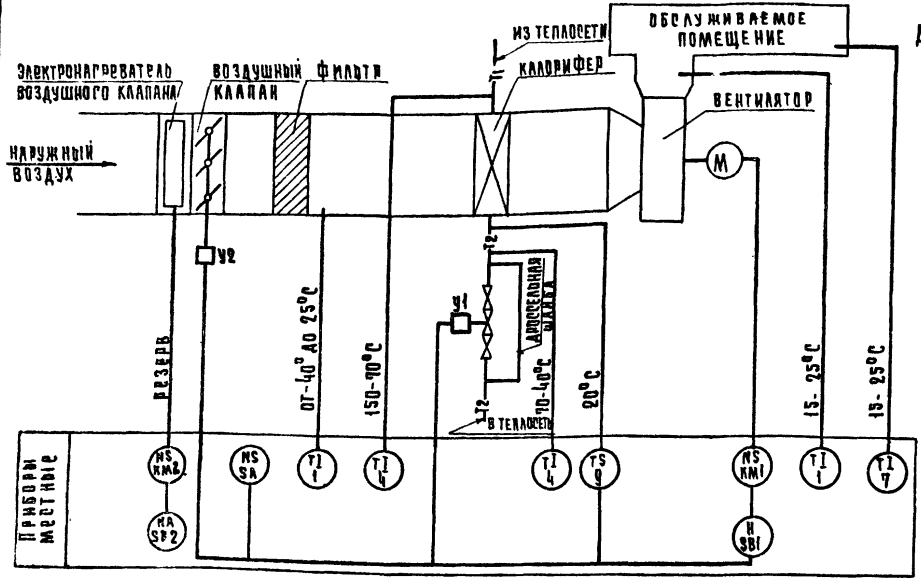 ОБСЛУЖИВАЕМОЕ
ПОМЕЩЕНИЕ
ИЗ ТЕПЛОСЕТИ
ЭЛЕКТРОНАГРЕВАТЕЛЬ
ВОЗДУШНОГО КЛАПАНА
ВОЗДУШНЫЙ
КЛАПАН
ФИЛЬТР
КАЛОРИФЕР
ВЕНТИЛЯТОР
НАРУЖНЫЙ
ВОЗДУХ
М
У2
Т2
У1
ДРОССЕЛЬНАЯ
ШАЙБА
Т2
В ТЕПЛОСЕТЬ
РЕЗЕРВ
ОТ-40° ДО 25°С
150-70°С
70-40°С
20°С
15-25°С
15-25°С
ПРИБОРЫ
МЕСТНЫЕ
NS
KM2
NS
SA
TI
1
TI
4
TI
4
TS
9
NS
KM1
TI
1
TI
7
HA
SB2
H
SB1